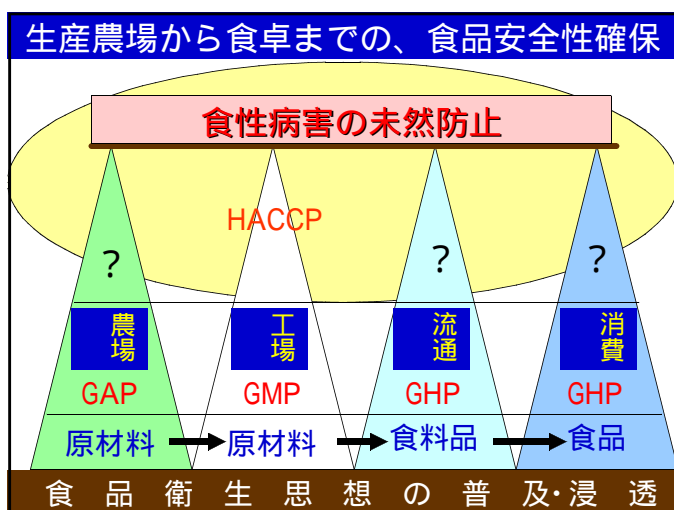 生産農場から食卓までの、食品安全性確保
食性病害の未然防止
HACCP
? ? ?
農場 工場 流通 消費
GAP GMP GHP GHP
原材料 原材料 食料品 食品
食品衛生思想の普及・浸透